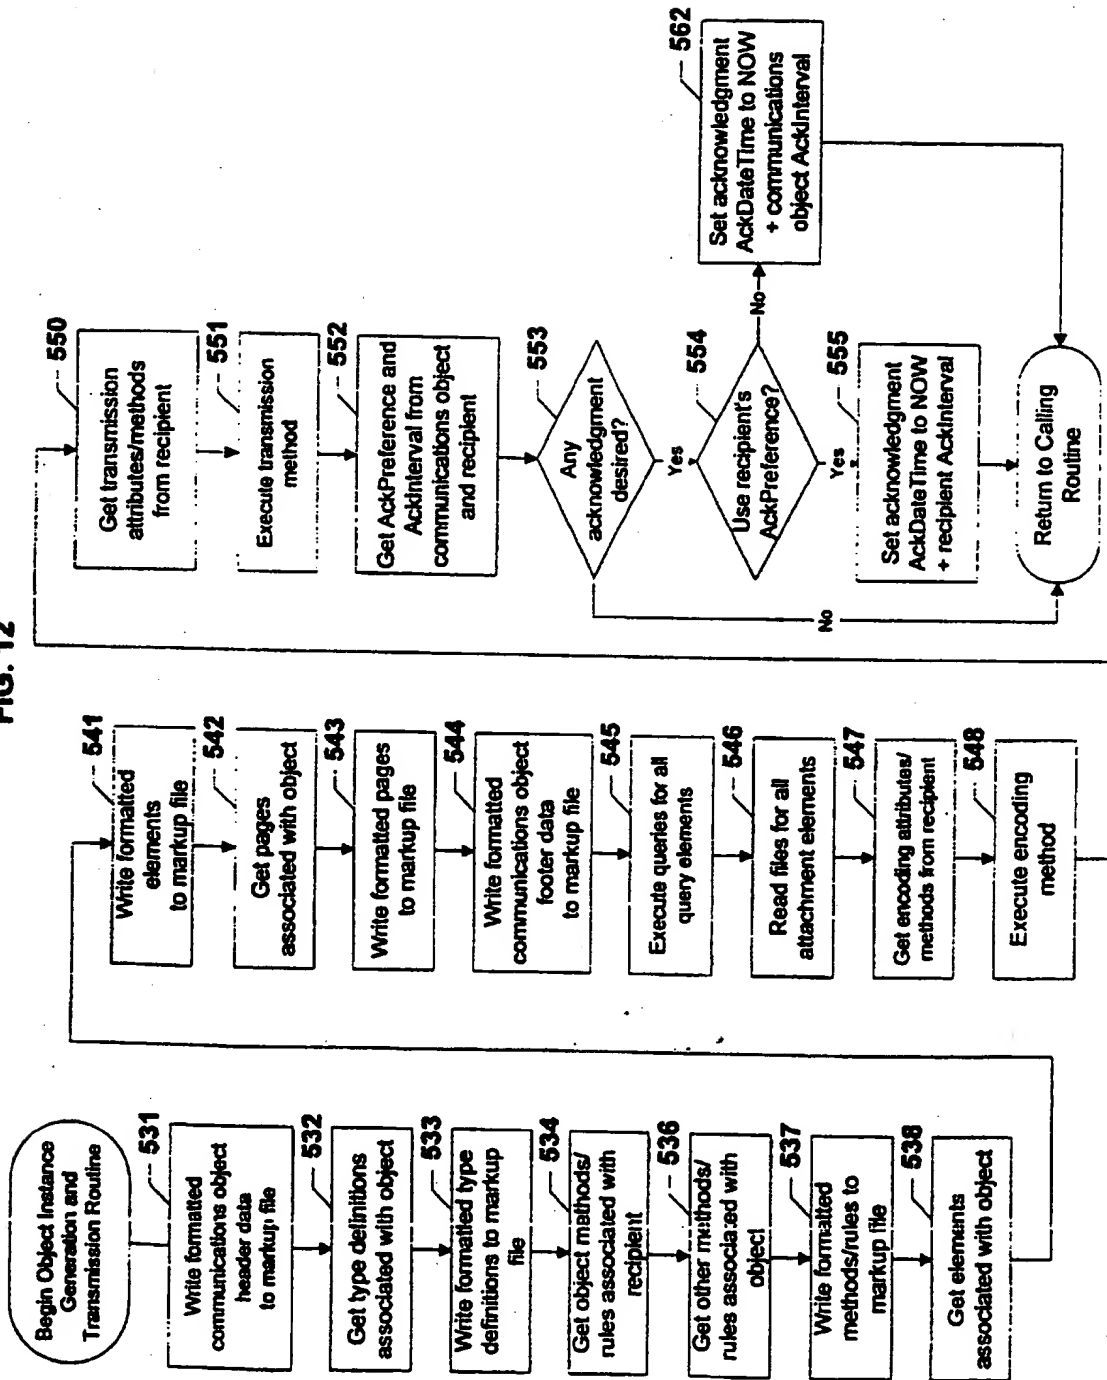 FIG. 12
Begin Object Instance
Generation and
Transmission Routine
531
Write formatted
communications object
header data
to markup file
532
Get type definitions
associated with object
533
Write formatted type
definitions to markup
file
534
Get object methods/
rules associated with
recipient
536
Get other methods/
rules associated with
object
537
Write formatted
methods/rules to
markup file
538
Get elements
associated with object
541
Write formatted
elements
to markup file
542
Get pages
associated with object
543
Write formatted pages
to markup file
544
Write formatted
communications object
footer data
to markup file
545
Execute queries for all
query elements
546
Read files for all
attachment elements
547
Get encoding attributes/
methods from recipient
548
Execute encoding
method
550
Get transmission
attributes/methods
from recipient
551
Execute transmission
method
552
Get AckPreference and
AckInterval from
communications object
and recipient
553
Any
acknowledgment
desired?
No
Yes
554
Use recipient's
AckPreference?
No
Yes
555
Set acknowledgment
AckDateTime to NOW
+ recipient AckInterval
562
Set acknowledgment
AckDateTime to NOW
+ communications
object AckInterval
Return to Calling
Routine